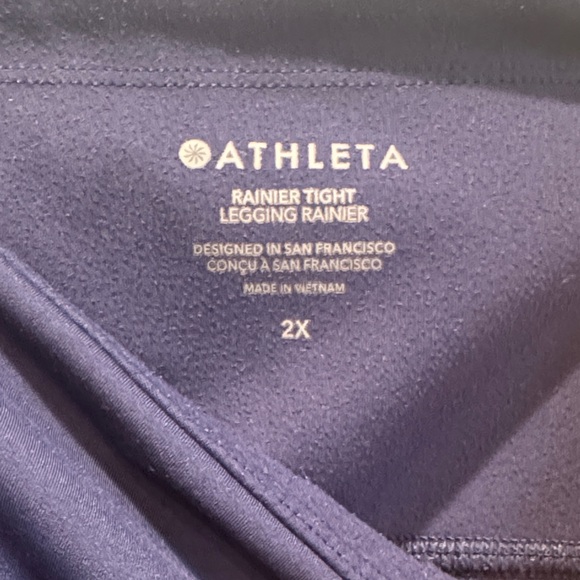 ATHLETA
RAINIER TIGHT
LEGGING RAINIER
DESIGNED IN SAN FRANCISCO
CONÇU À SAN FRANCISCO
MADE IN VIETNAM
2X